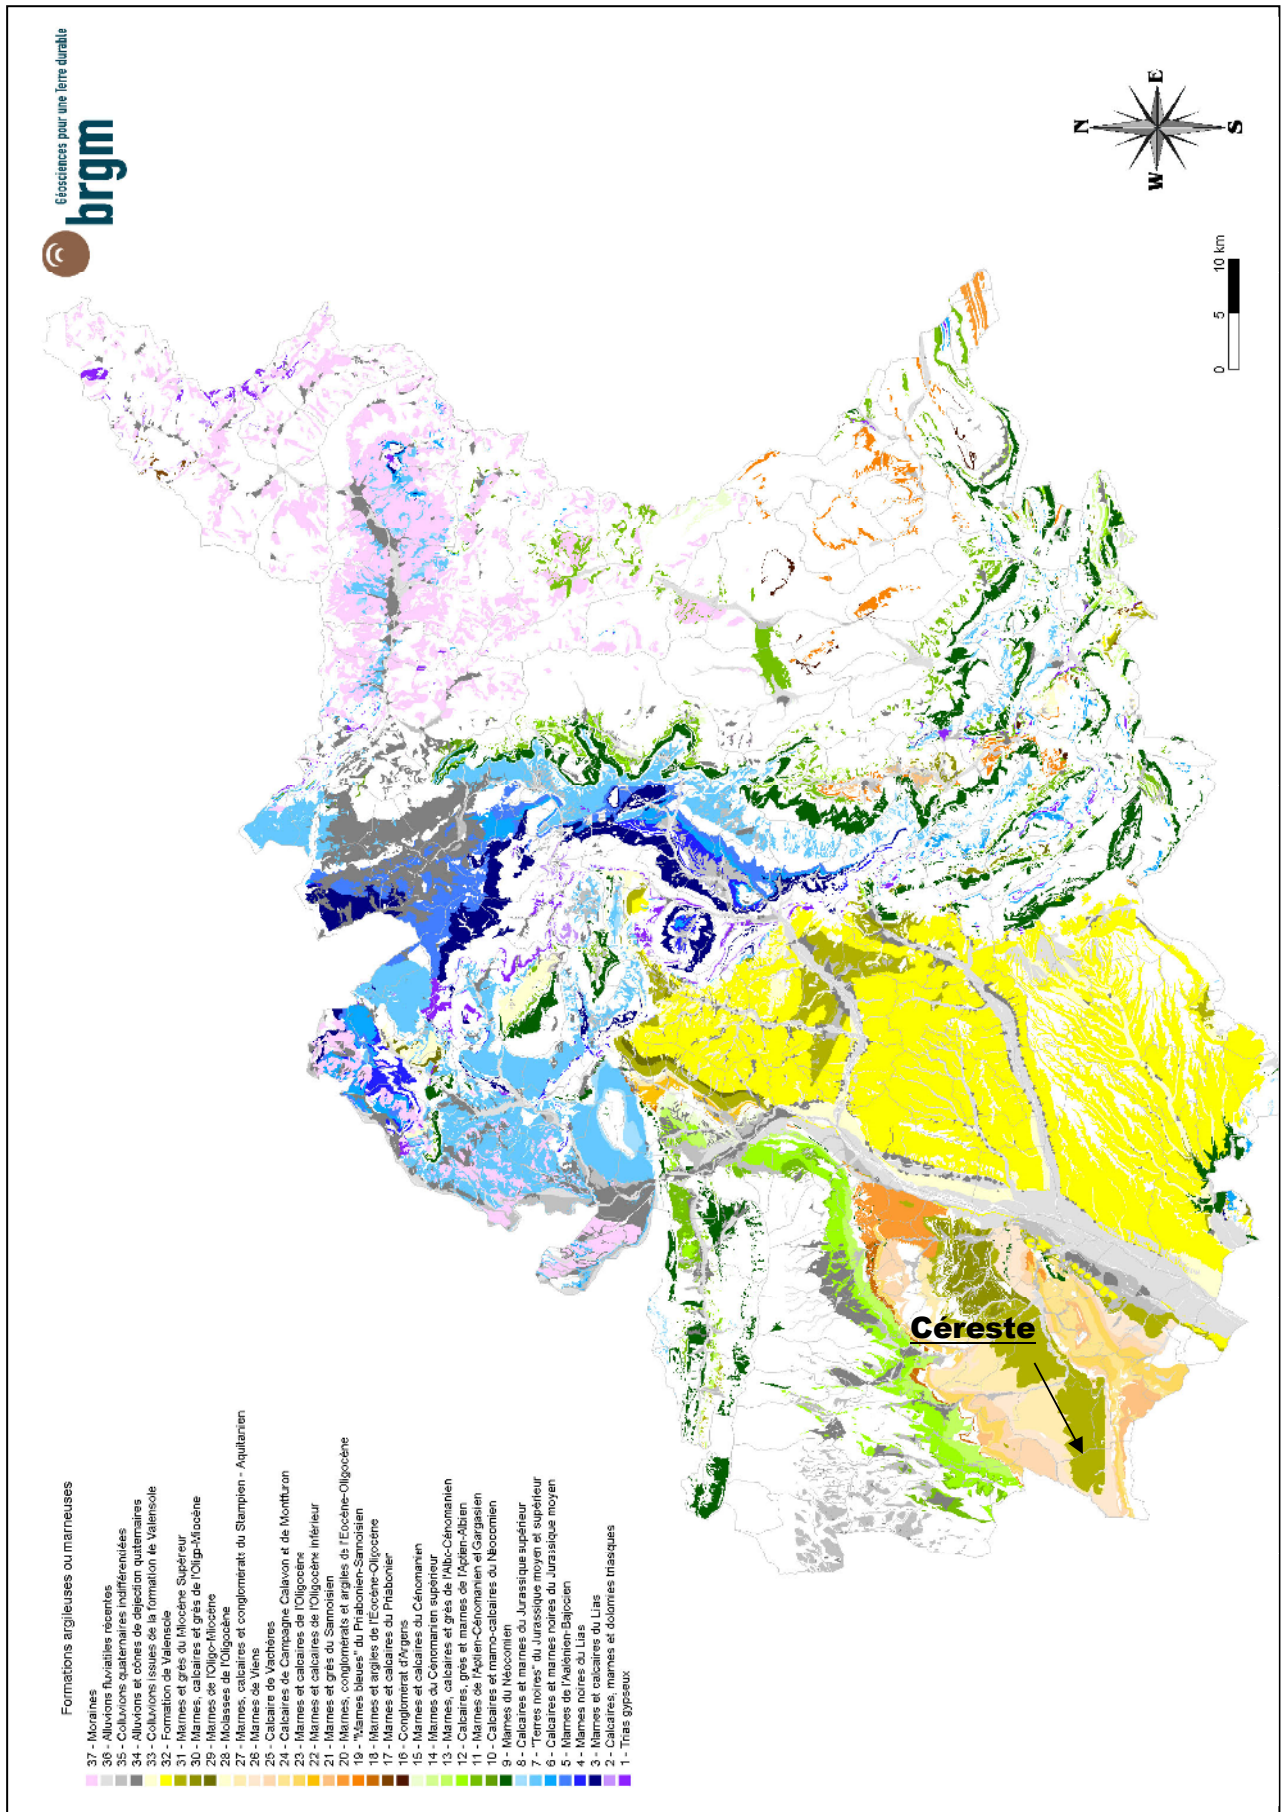 Géosciences pour une Terre durable
brgm
N
E
S
W
0 5 10 km
Céreste
Formations argileuses ou marneuses
37 - Moraines
36 - Alluvions fluviatiles récentes
35 - Colluvions quaternaires indifférenciées
34 - Alluvions et cônes de déjection quaternaires
33 - Colluvions issues de la formation de Valensole
32 - Formation de Valensole
31 - Marnes et grès du Miocène Supérieur
30 - Marnes, calcaires et grès de l'Oligo-Miocène
29 - Marnes de l'Oligo-Miocène
28 - Molasses de l'Oligocène
27 - Marnes, calcaires et conglomérats du Stampien - Aquitanien
26 - Marnes de Viens
25 - Calcaire de Vachères
24 - Calcaires de Campagne Calavon et de Montfuron
23 - Marnes et calcaires de l'Oligocène
22 - Marnes et calcaires de l'Oligocène inférieur
21 - Marnes et grès du Sannoisien
20 - Marnes, conglomérats et argiles de l'Eocène-Oligocène
19 - "Marnes bleues" du Priabonien-Sannoisien
18 - Marnes et argiles de l'Eocène-Oligocène
17 - Marnes et calcaires du Priabonier
16 - Conglomérat d'Argens
15 - Marnes et calcaires du Cénomanien
14 - Marnes du Cénomanien supérieur
13 - Marnes, calcaires et grès de l'Albo-Cénomanien
12 - Calcaires, grès et marnes de l'Aptien-Albien
11 - Marnes de l'Aptien-Cénomanien et Gargasien
10 - Calcaires et marno-calcaires du Néocomien
9 - Marnes du Néocomien
8 - Calcaires et marnes du Jurassique supérieur
7 - "Terres noires" du Jurassique moyen et supérieur
6 - Calcaires et marnes noires du Jurassique moyen
5 - Marnes de l'Aalénien-Bajocien
4 - Marnes noires du Lias
3 - Marnes et calcaires du Lias
2 - Calcaires, marnes et dolomies triasques
1 - Trias gypseux